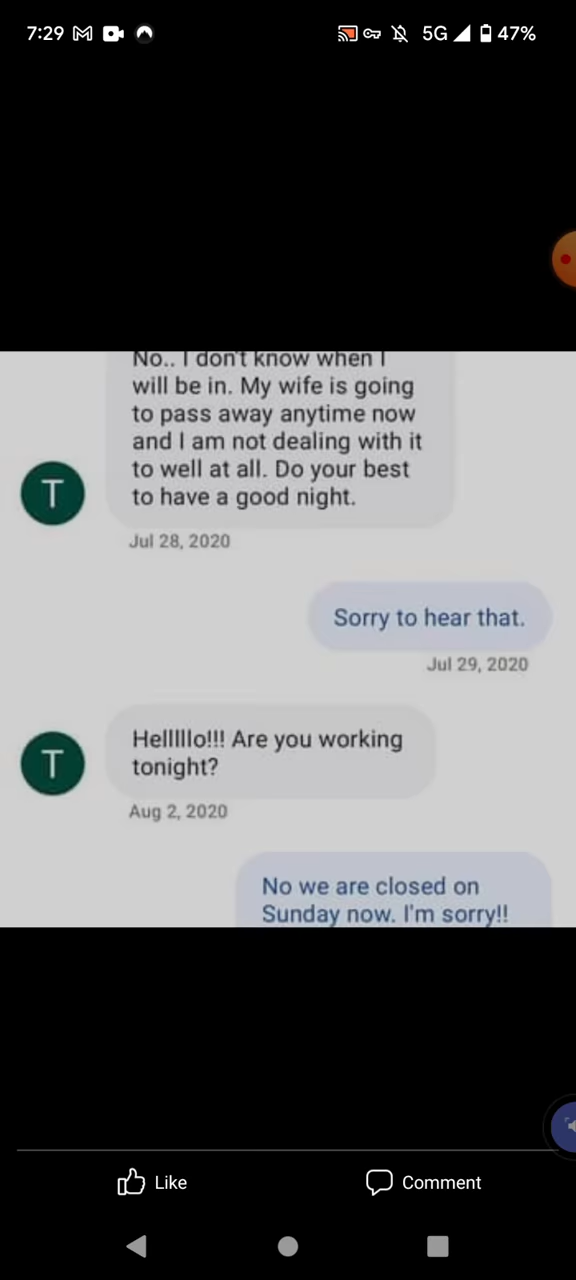 7:29
5G
47%
No.. I don't know when I
will be in. My wife is going
to pass away anytime now
and I am not dealing with it
to well at all. Do your best
to have a good night.
T
Jul 28, 2020
Sorry to hear that.
Jul 29, 2020
Helllllo!!! Are you working
tonight?
T
Aug 2, 2020
No we are closed on
Sunday now. I'm sorry!!
Like
Comment